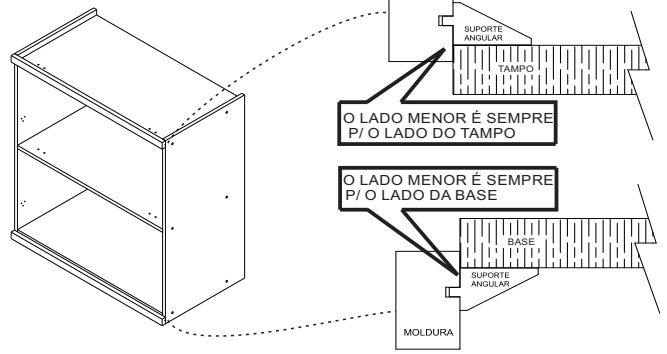 SUPORTE
ANGULAR
TAMPO
O LADO MENOR É SEMPRE
P/ O LADO DO TAMPO
O LADO MENOR É SEMPRE
P/ O LADO DA BASE
BASE
SUPORTE
ANGULAR
MOLDURA